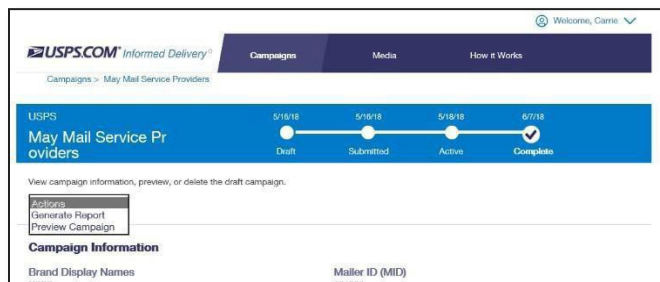 Welcome, Carrie
USPS.COM® Informed Delivery®
Campaigns
Media
How it Works
Campaigns > May Mail Service Providers
USPS
5/16/18
5/16/18
5/18/18
6/7/18
May Mail Service Pr
oviders
Draft
Submitted
Active
Complete
View campaign information, preview, or delete the draft campaign.
Actions
Generate Report
Preview Campaign
Campaign Information
Brand Display Names
Mailer ID (MID)